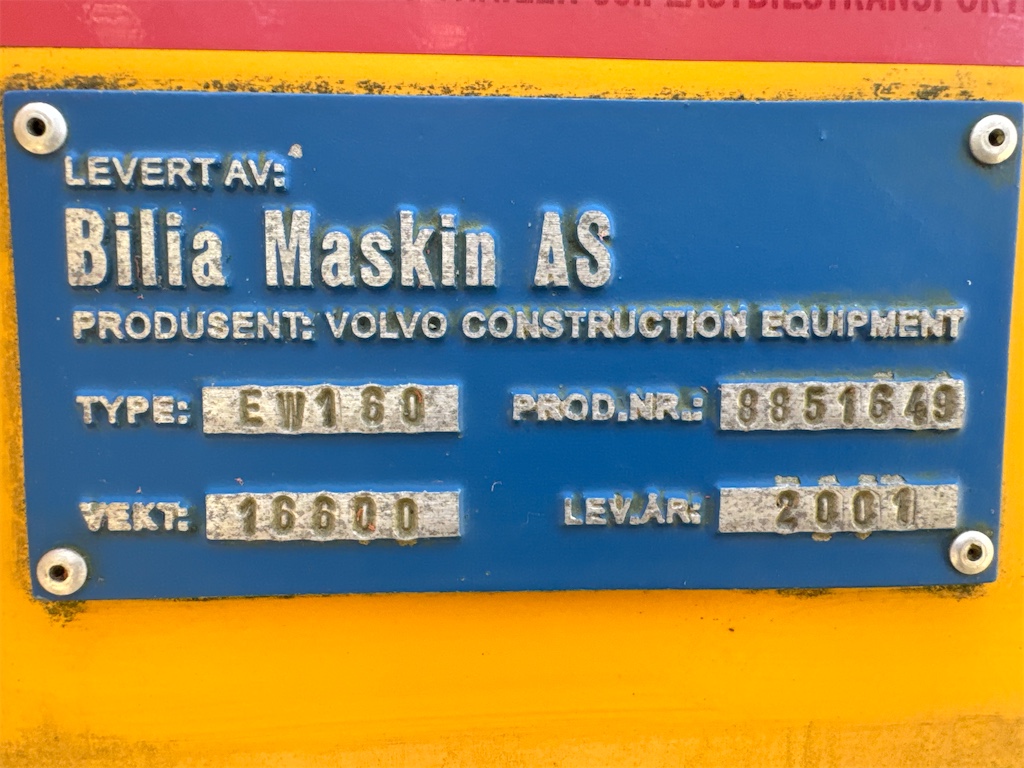 LEVERT AV:
Bilia Maskin AS
PRODUSENT: VOLVO CONSTRUCTION EQUIPMENT
TYPE: EW160 PROD.NR.: 8851649
VEKT: 16600 LEV.ÅR: 2001